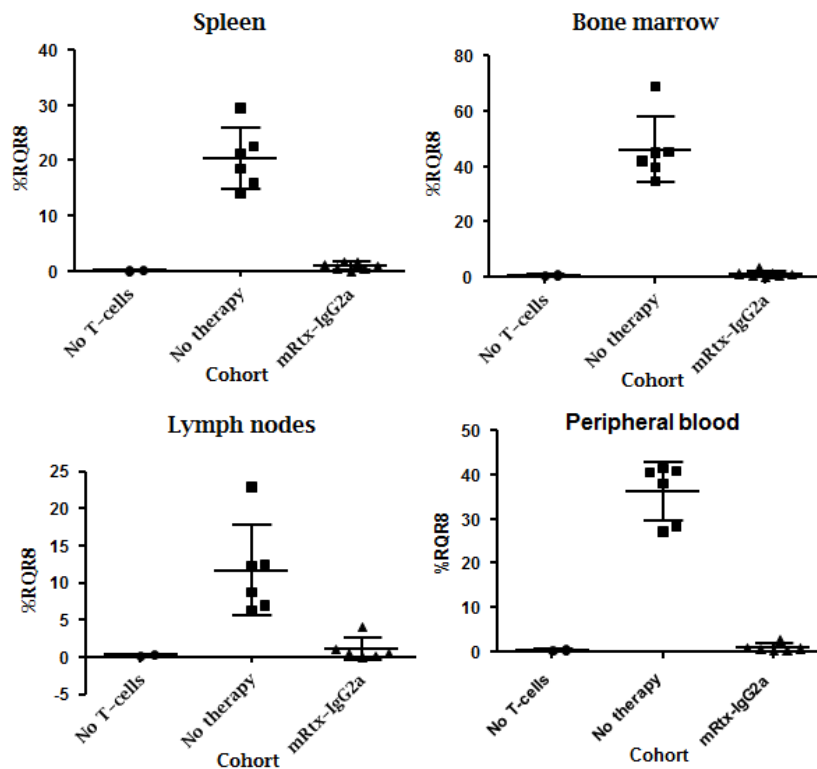 Spleen
40
30
20
10
0
%RQR8
No T-cells
No therapy
mRtx-IgG2a
Cohort
Bone marrow
80
60
40
20
0
%RQR8
No T-cells
No therapy
mRtx-IgG2a
Cohort
Lymph nodes
25
20
15
10
5
0
-5
%RQR8
No T-cells
No therapy
mRtx-IgG2a
Cohort
Peripheral blood
50
40
30
20
10
0
%RQR8
No T-cells
No therapy
mRtx-IgG2a
Cohort